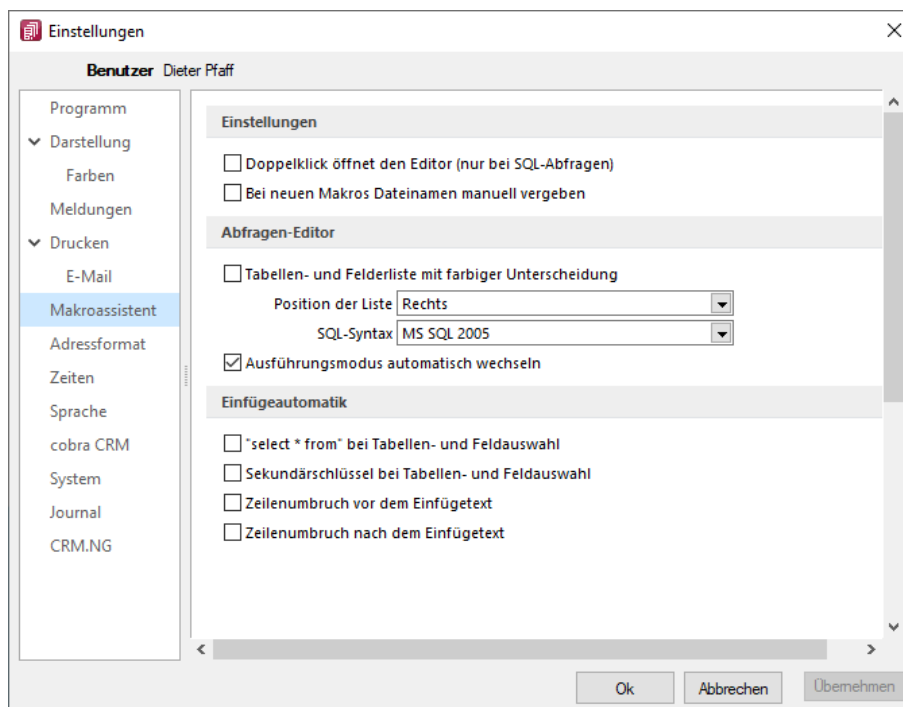 Einstellungen
Benutzer Dieter Pfaff
Programm
Darstellung
Farben
Meldungen
Drucken
E-Mail
Makroassistent
Adressformat
Zeiten
Sprache
cobra CRM
System
Journal
CRM.NG
Einstellungen
Doppelklick öffnet den Editor (nur bei SQL-Abfragen)
Bei neuen Makros Dateinamen manuell vergeben
Abfragen-Editor
Tabellen- und Felderliste mit farbiger Unterscheidung
Position der Liste Rechts
SQL-Syntax MS SQL 2005
Ausführungsmodus automatisch wechseln
Einfügeautomatik
"select * from" bei Tabellen- und Feldauswahl
Sekundärschlüssel bei Tabellen- und Feldauswahl
Zeilenumbruch vor dem Einfügetext
Zeilenumbruch nach dem Einfügetext
Ok Abbrechen Übernehmen